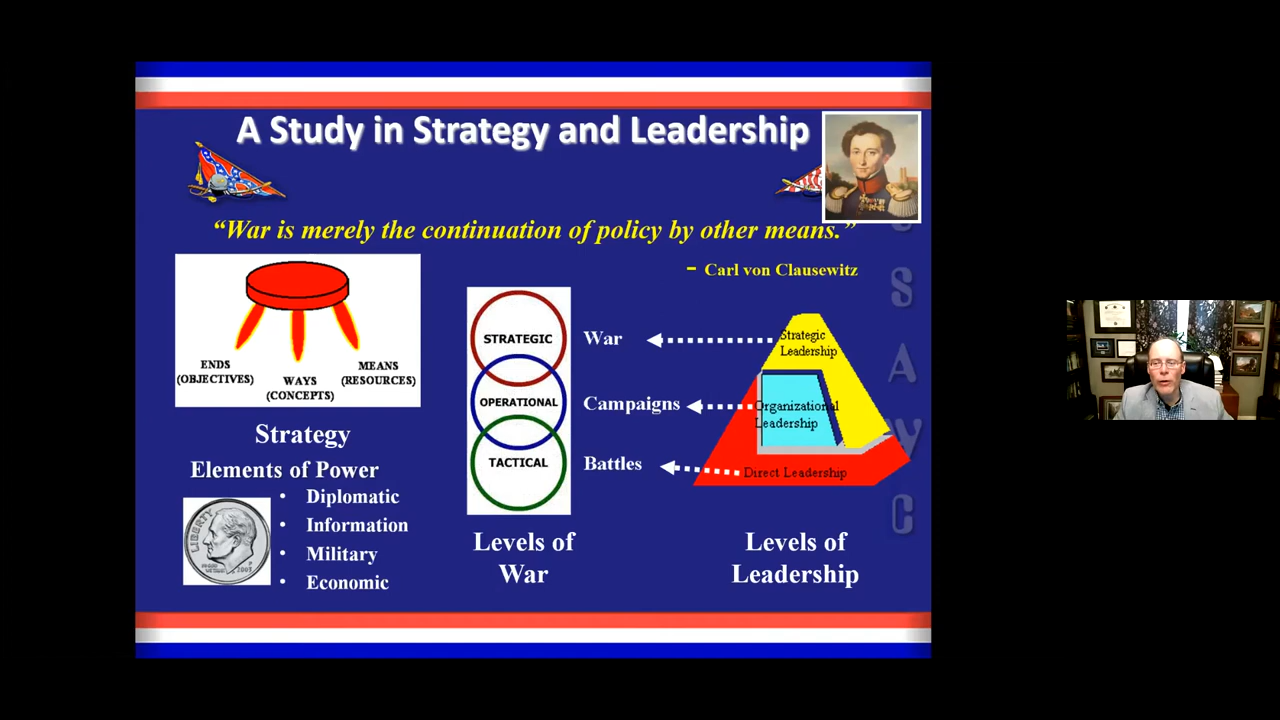 A Study in Strategy and Leadership
“War is merely the continuation of policy by other means.”
- Carl von Clausewitz
ENDS
(OBJECTIVES)
WAYS
(CONCEPTS)
MEANS
(RESOURCES)
Strategy
Elements of Power
• Diplomatic
• Information
• Military
• Economic
LIBERTY
STRATEGIC
OPERATIONAL
TACTICAL
War
Campaigns
Battles
Levels of
War
Strategic
Leadership
Organizational
Leadership
Direct Leadership
Levels of
Leadership
S
A
W
C